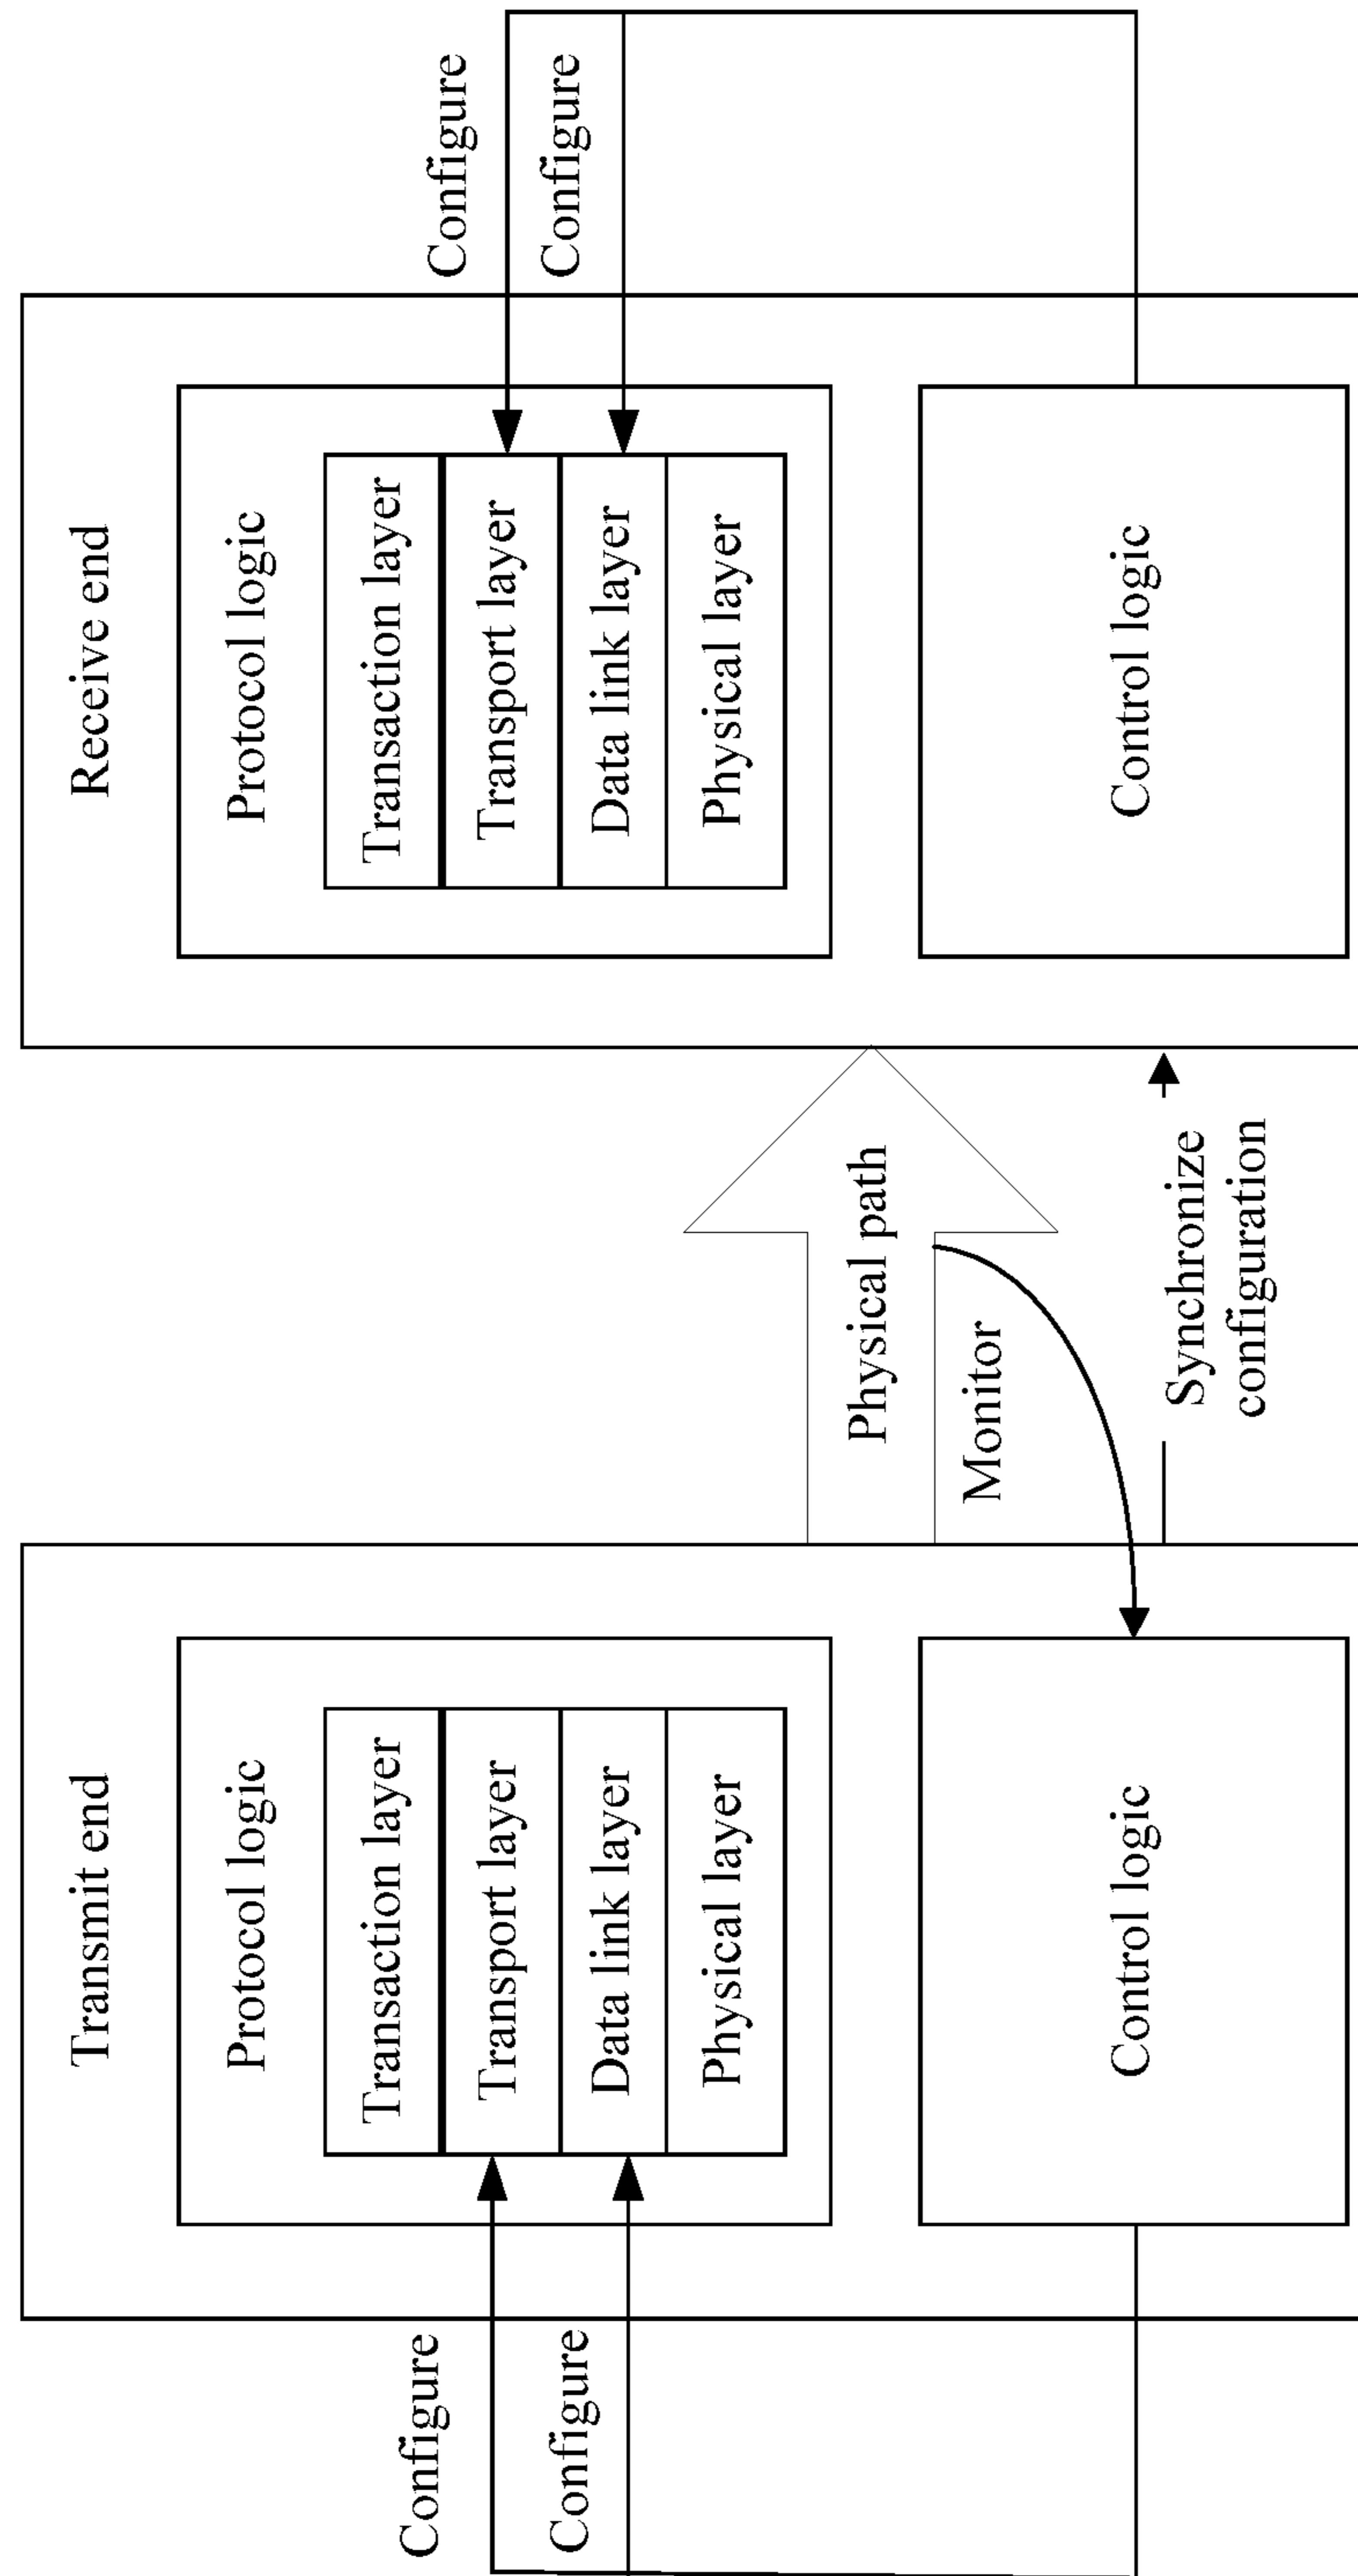 Transmit end
Protocol logic
Transaction layer
Transport layer
Data link layer
Physical layer
Control logic
Configure
Configure
Physical path
Monitor
Synchronize
configuration
Receive end
Protocol logic
Transaction layer
Transport layer
Data link layer
Physical layer
Control logic
Configure
Configure